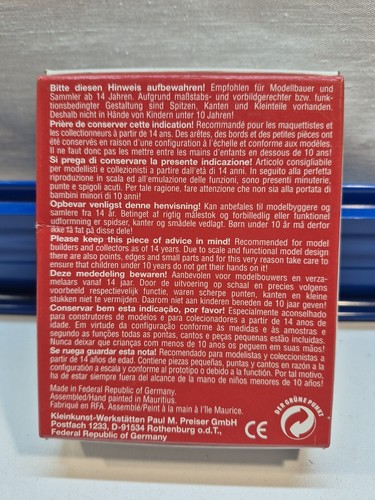 Bitte diesen Hinweis aufbewahren! Empfohlen für Modellbauer und
Sammler ab 14 Jahren. Aufgrund maßstabs- und vorbildgerechter bzw. funk-
tionsbedingter Gestaltung sind Spitzen, Kanten und Kleinteile vorhanden.
Deshalb nicht in Hände von Kindern unter 10 Jahren!
Prière de conserver cette indication! Recommandé pour les maquettistes et
les collectionneurs à partir de 14 ans. Des arêtes, des bords et des petites pièces ont
été conservés en raison d'une configuration à l'échelle et conforme aux modèles.
Il ne faut donc pas les mettre entre les mains d'enfants en dessous de 10 ans!
Si prega di conservare la presente indicazione! Articolo consigliabile
per modellisti e collezionisti a partire dall'età di 14 anni. In seguito alla perfetta
riproduzione in scala ed all'emulazione delle funzioni, sono presenti minuterie,
punte e spigoli acuti. Per tale ragione, fare attenzione che non sia alla portata di
bambini minori di 10 anni!
Opbevar venligst denne henvisning! Kan anbefales til modelbyggere og
samlere fra 14 år. Betinget af rigtig målestok og forbilledlig eller funktionel
udformning er spidser, kanter og smådele vedlagt. Børn under 10 år må derfor
ikke få fat på disse dele!
Please keep this piece of advice in mind! Recommended for model
builders and collectors as of 14 years. Due to scale and functional model design
there are also points, edges and small parts and for this very reason take care to
ensure that children under 10 years do not get their hands on it!
Deze mededeling bewaren! Aanbevolen voor modelbouwers en verza-
melaars vanaf 14 jaar. Door de uitvoering op schaal en precies volgens
voorbeeld respectievelijk functie, waren scherpe punten, kanten en kleine
stukken niet te vermijden. Daarom niet aan kinderen beneden de 10 jaar geven!
Conservar bem esta indicação, por favor! Especialmente aconselhado
para construtores de modelos e para colecionadores a partir de 14 anos de
idade. Em virtude da configuração conforme às medidas e às amostras e
segundo as funções todas as pontas, cantos e peças pequenas estão incluidas.
Nunca deixar que crianças com menos de 10 anos os peguem em suas mãos!
Se ruega guardar esta nota! Recomendado para modelistas y coleccionistas a
partir de 14 años de edad. Contiene piezas pequeñas, puntas y cantos en razón a la
configuración a escala y conforme al prototipo o debido a la función. Por tal motivo,
ha de estar siempre fuera del alcance de la mano de niños menores de 10 años!
Made in Federal Republic of Germany.
Assembled/Hand painted in Mauritius.
Fabriqué en RFA. Assemblé/Peint à la main à l'Ile Maurice.
Kleinkunst-Werkstätten Paul M. Preiser GmbH
Postfach 1233, D-91534 Rothenburg o.d.T.,
Federal Republic of Germany
CE
DER GRÜNE PUNKT